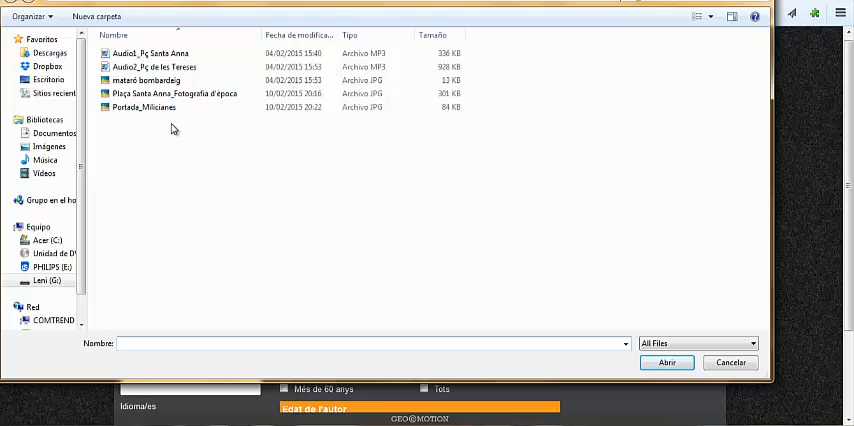 Organizar Nueva carpeta
Nombre Fecha de modifica... Tipo Tamaño
Favoritos
Descargas
Dropbox
Escritorio
Sitios recient
Bibliotecas
Documentos
Imágenes
Música
Vídeos
Grupo en el ho
Equipo
Acer (C:)
Unidad de DV
PHILIPS (E:)
Leni (G:)
Red
COMTREND
Audio1_Pç Santa Anna 04/02/2015 15:40 Archivo MP3 336 KB
Audio2_Pç de les Tereses 04/02/2015 15:53 Archivo MP3 928 KB
mataró bombardeig 04/02/2015 15:53 Archivo JPG 13 KB
Plaça Santa Anna_Fotografia d'època 10/02/2015 20:16 Archivo JPG 301 KB
Portada_Milicianes 10/02/2015 20:22 Archivo JPG 84 KB
Nombre: All Files
Abrir Cancelar
Més de 60 anys Tots
Idioma/es Edat de l'autor
GEO@MOTION